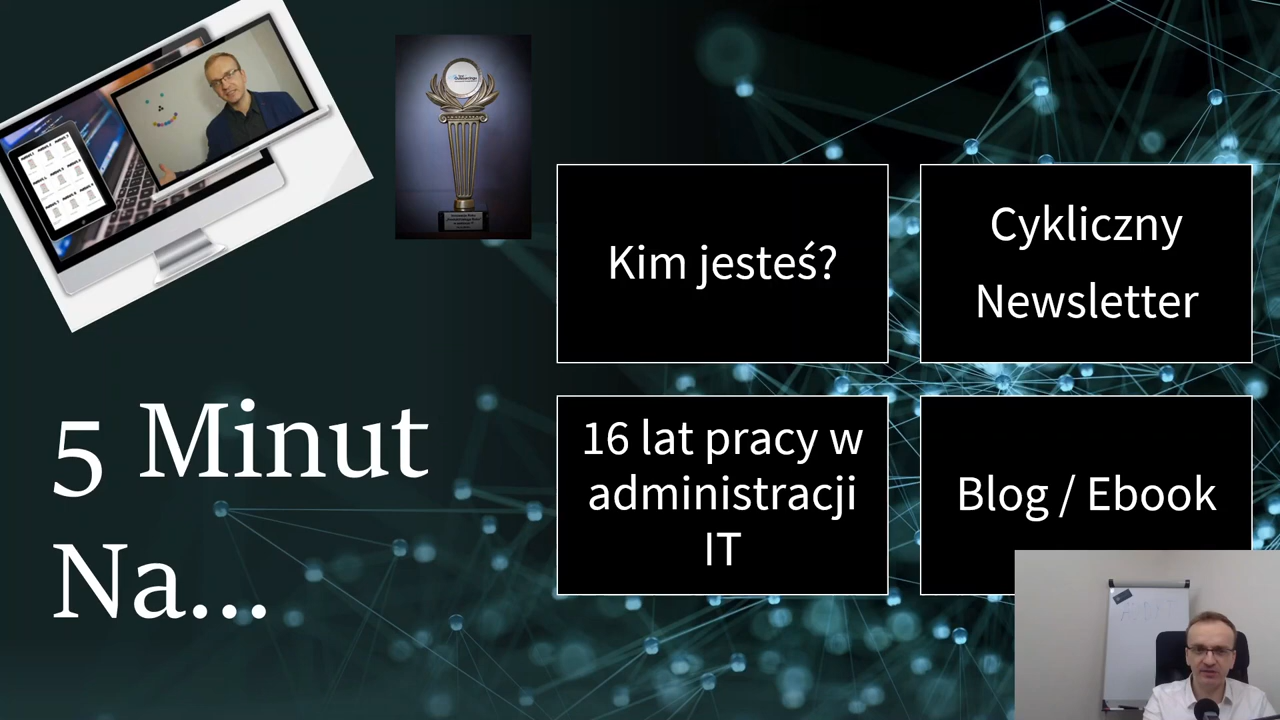 5 Minut
Na...
Kim jesteś?
Cykliczny
Newsletter
16 lat pracy w
administracji
IT
Blog / Ebook